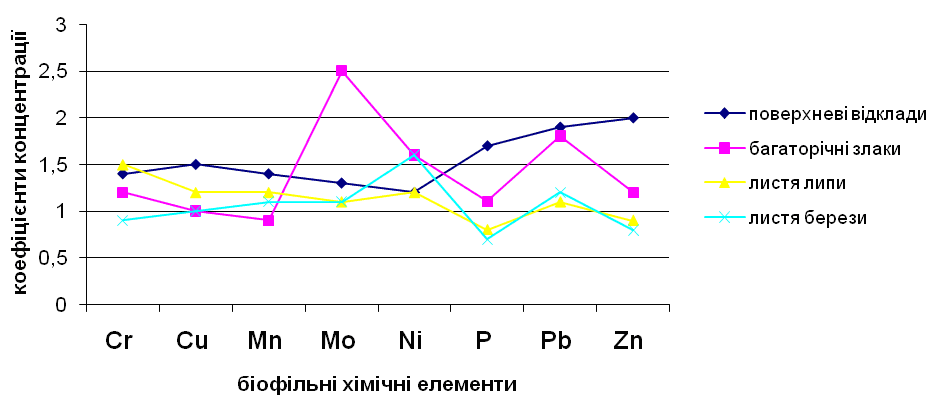 коефіцієнти концентрації
3
2,5
2
1,5
1
0,5
0
Cr Cu Mn Mo Ni P Pb Zn
біофільні хімічні елементи
поверхневі відклади
багаторічні злаки
листя липи
листя берези